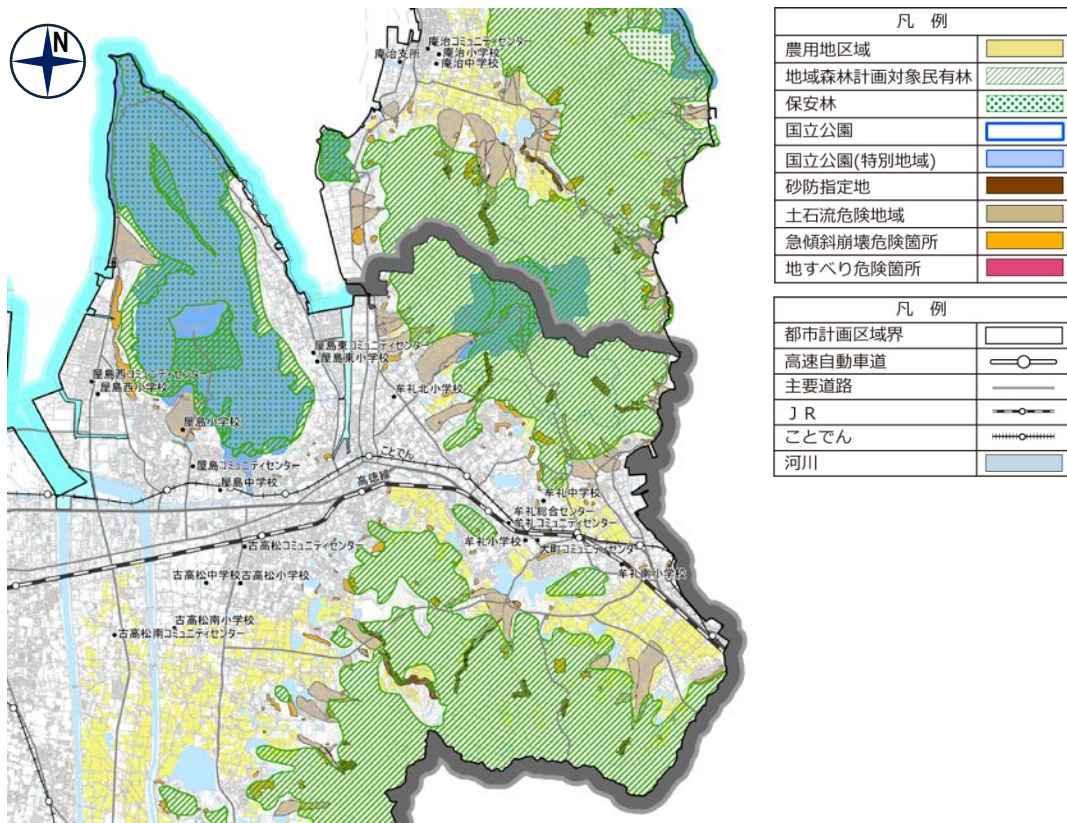 N
庵治コミュニティセンター
庵治支所
庵治小学校
庵治中学校
屋島東コミュニティセンター
屋島東小学校
屋島西コミュニティセンター
屋島西小学校
牟礼北小学校
屋島小学校
ことでん
屋島コミュニティセンター
高徳線
屋島中学校
牟礼中学校
牟礼総合センター
牟礼コミュニティセンター
牟礼小学校
大町コミュニティセンター
古高松コミュニティセンター
牟礼南小学校
古高松中学校
古高松小学校
古高松南小学校
古高松南コミュニティセンター
凡 例
農用地区域
地域森林計画対象民有林
保安林
国立公園
国立公園(特別地域)
砂防指定地
土石流危険地域
急傾斜崩壊危険箇所
地すべり危険箇所
凡 例
都市計画区域界
高速自動車道
主要道路
ＪＲ
ことでん
河川